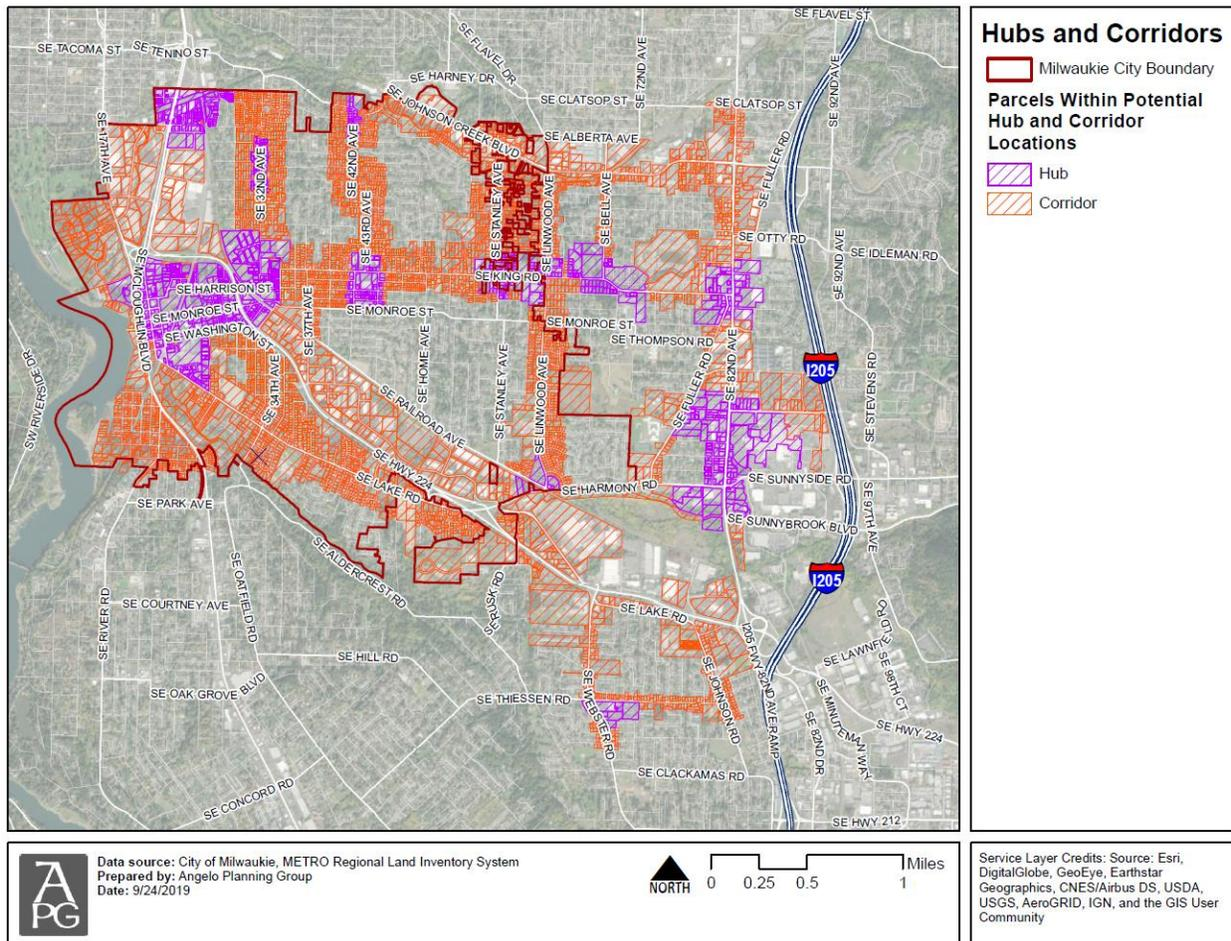 SE FLAVEL ST
SE TACOMA ST
SE TENINO ST
SE FLAVEL DR
SE 72ND AVE
SE 92ND AVE
SE HARNEY DR
SE CLATSOP ST
SE CLATSOP ST
SE 17TH AVE
SE JOHNSON CREEK BLVD
SE ALBERTA AVE
SE FULLER RD
SE 32ND AVE
SE 42ND AVE
SE 43RD AVE
SE STANLEY AVE
SE LINWOOD AVE
SE BELL AVE
SE OTTY RD
SE 92ND AVE
SE IDLEMAN RD
SE MCLOUGHLIN BLVD
SE KING RD
SE HARRISON ST
SE MONROE ST
SE WASHINGTON ST
SE 37TH AVE
SE MONROE ST
SE MONROE ST
SE THOMPSON RD
SE 34TH AVE
SE HOME AVE
SE STANLEY AVE
SE LINWOOD AVE
SE FULLER RD
SE 82ND AVE
I205
SE STEVENS RD
SW RIVERSIDE DR
SE RAILROAD AVE
SE HWY 224
SE LAKE RD
SE HARMONY RD
SE SUNNYSIDE RD
SE 97TH AVE
SE PARK AVE
SE SUNNYBROOK BLVD
SE ALDERCREST RD
I205
SE RUSK RD
SE RIVER RD
SE COURTNEY AVE
SE OATFIELD RD
SE LAKE RD
SE LAWNFIE
LD RD
SE 98TH CT
SE HILL RD
SE JOHNSON RD
I205 FWY-82ND AVE RAMP
SE OAK GROVE BLVD
SE THIESSEN RD
SE WEBSTER RD
SE MINUTEMAN WAY
SE 82ND DR
SE HWY 224
SE CONCORD RD
SE CLACKAMAS RD
SE HWY 212
Hubs and Corridors
Milwaukie City Boundary
Parcels Within Potential
Hub and Corridor
Locations
Hub
Corridor
APG
Data source: City of Milwaukie, METRO Regional Land Inventory System
Prepared by: Angelo Planning Group
Date: 9/24/2019
NORTH
0 0.25 0.5 1
Miles
Service Layer Credits: Source: Esri,
DigitalGlobe, GeoEye, Earthstar
Geographics, CNES/Airbus DS, USDA,
USGS, AeroGRID, IGN, and the GIS User
Community